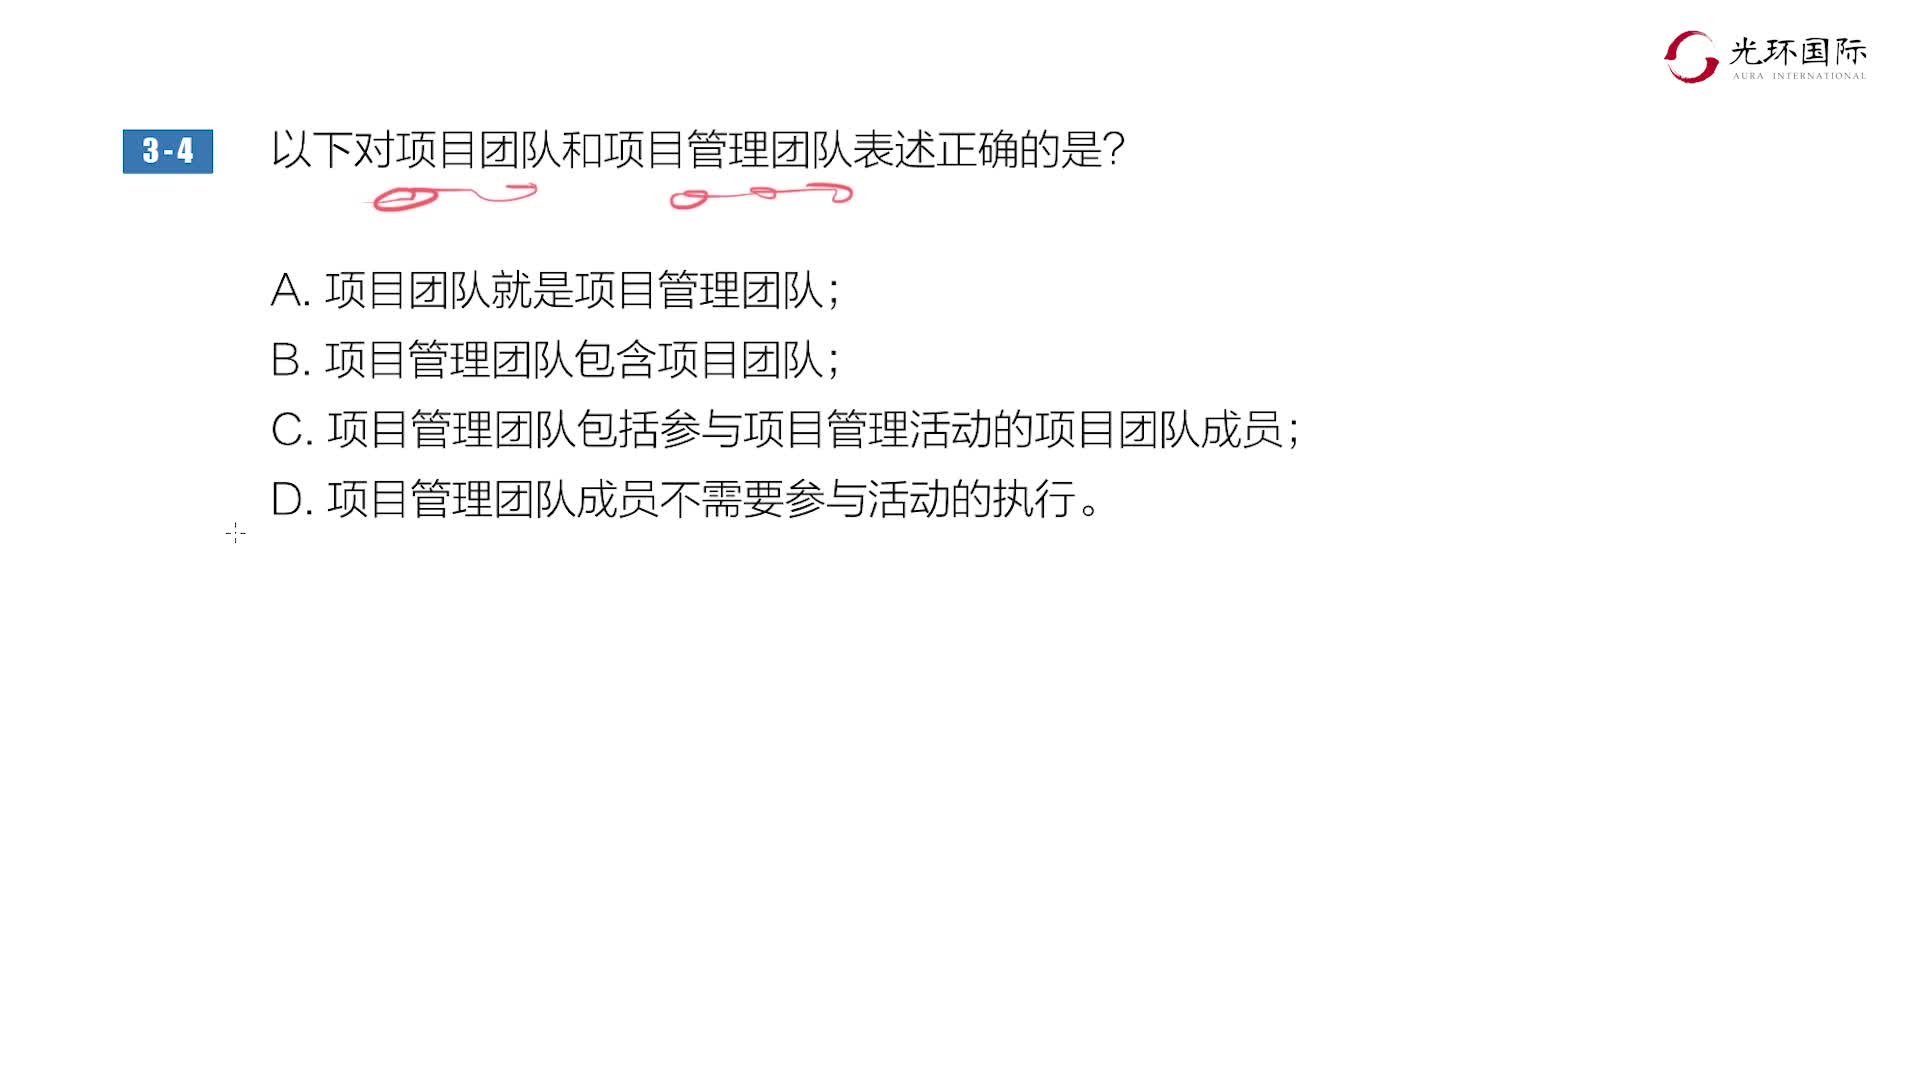 光环国际
AURA INTERNATIONAL
3-4
以下对项目团队和项目管理团队表述正确的是?
A. 项目团队就是项目管理团队；
B. 项目管理团队包含项目团队；
C. 项目管理团队包括参与项目管理活动的项目团队成员；
D. 项目管理团队成员不需要参与活动的执行。